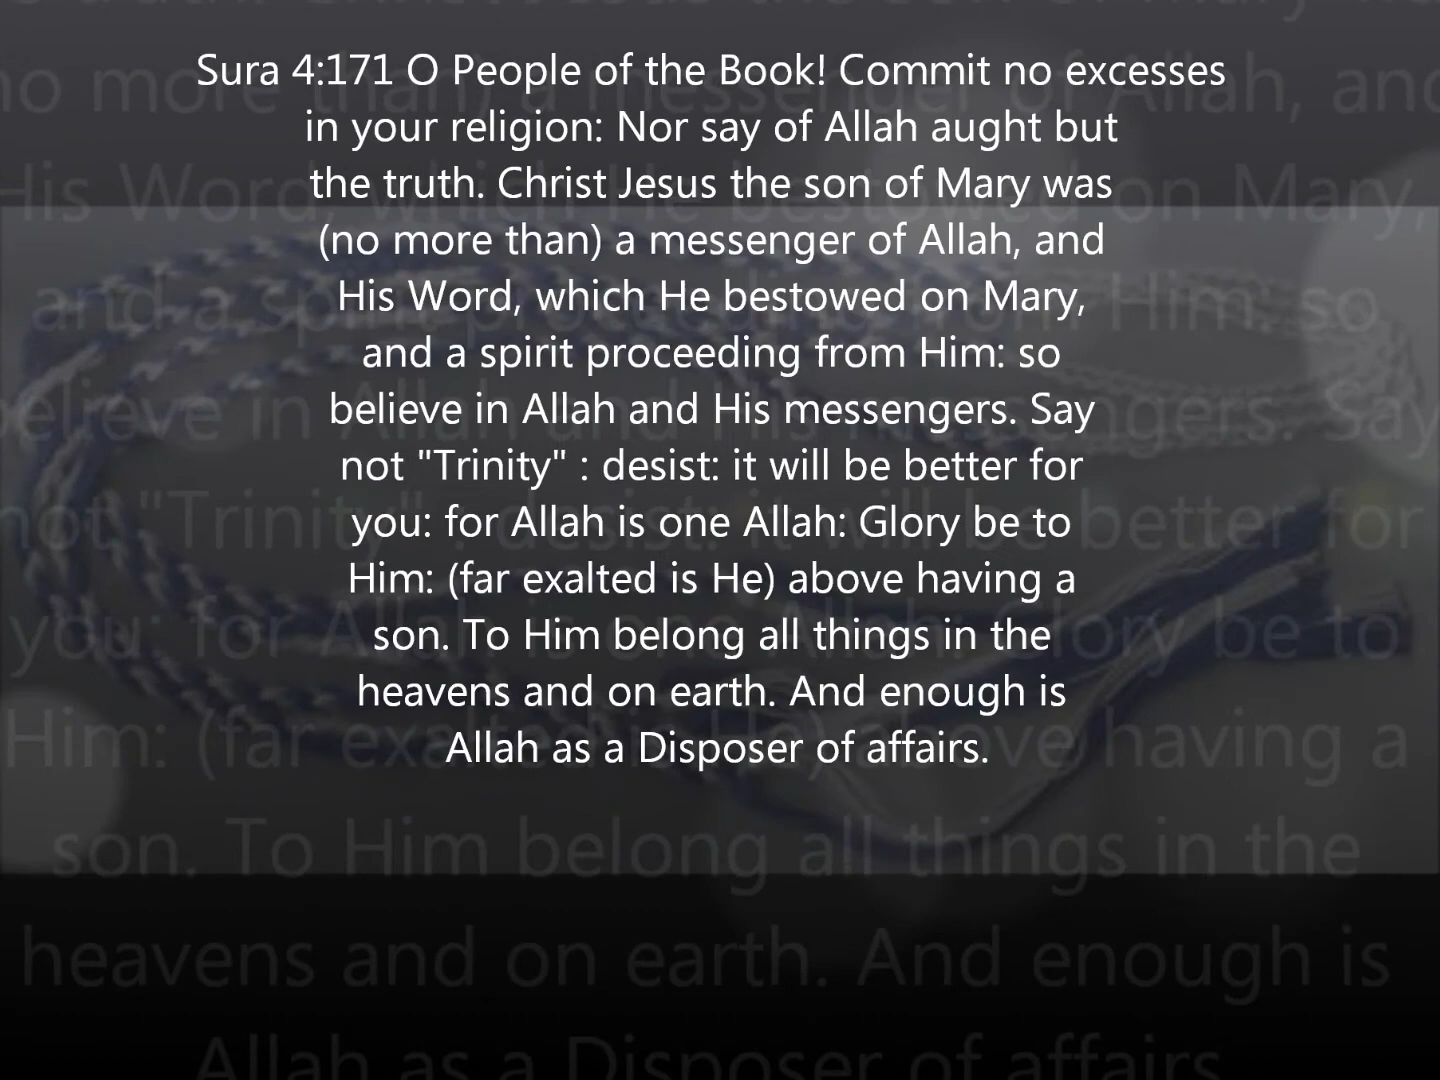 Sura 4:171 O People of the Book! Commit no excesses
in your religion: Nor say of Allah aught but
the truth. Christ Jesus the son of Mary was
(no more than) a messenger of Allah, and
His Word, which He bestowed on Mary,
and a spirit proceeding from Him: so
believe in Allah and His messengers. Say
not "Trinity" : desist: it will be better for
you: for Allah is one Allah: Glory be to
Him: (far exalted is He) above having a
son. To Him belong all things in the
heavens and on earth. And enough is
Allah as a Disposer of affairs.